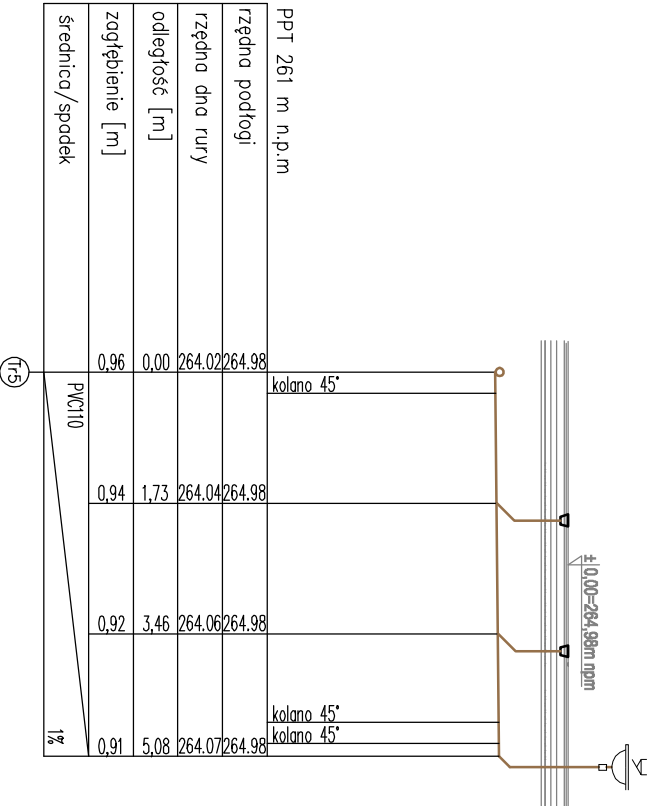 ± 0,00=264,98m npm
PPT 261 m n.p.m
kolano 45°
kolano 45°
kolano 45°
rzędna podłogi 264.98 264.98 264.98 264.98
rzędna dna rury 264.02 264.04 264.06 264.07
odległość [m] 0,00 1,73 3,46 5,08
zagłębienie [m] 0,96 0,94 0,92 0,91
średnica/spadek PVC110 1%
Tr5